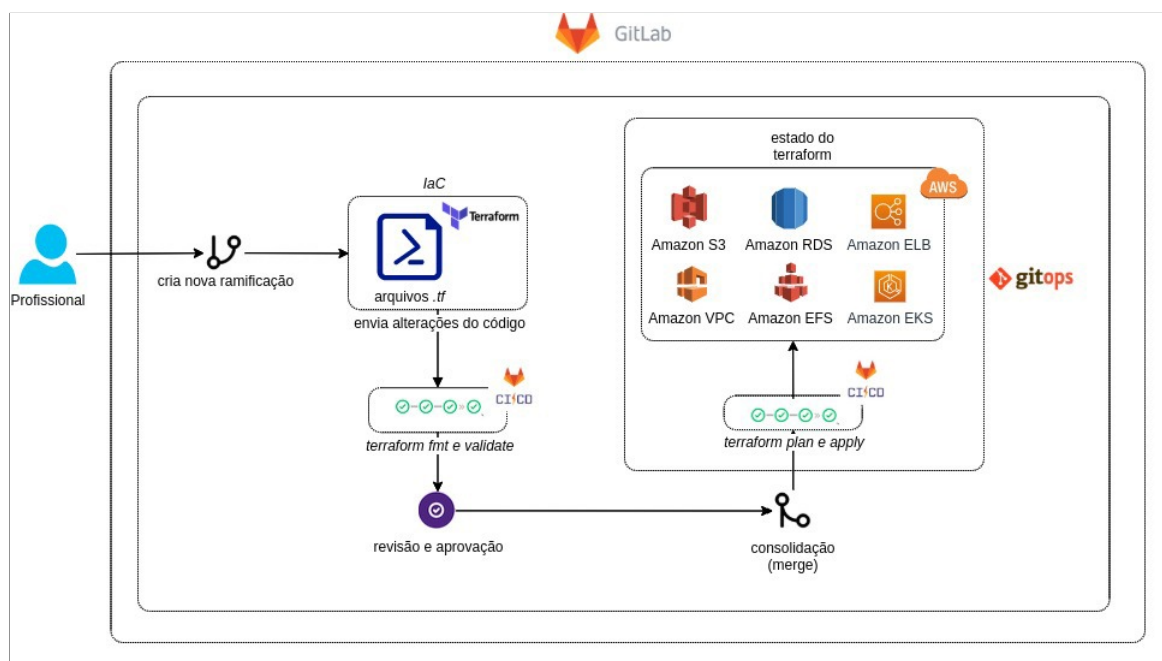 GitLab
estado do
terraform
IaC
Terraform
AWS
Amazon S3
Amazon RDS
Amazon ELB
gitops
Profissional
cria nova ramificação
arquivos .tf
Amazon VPC
Amazon EFS
Amazon EKS
envia alterações do código
CI/CD
CI/CD
terraform fmt e validate
terraform plan e apply
revisão e aprovação
consolidação
(merge)